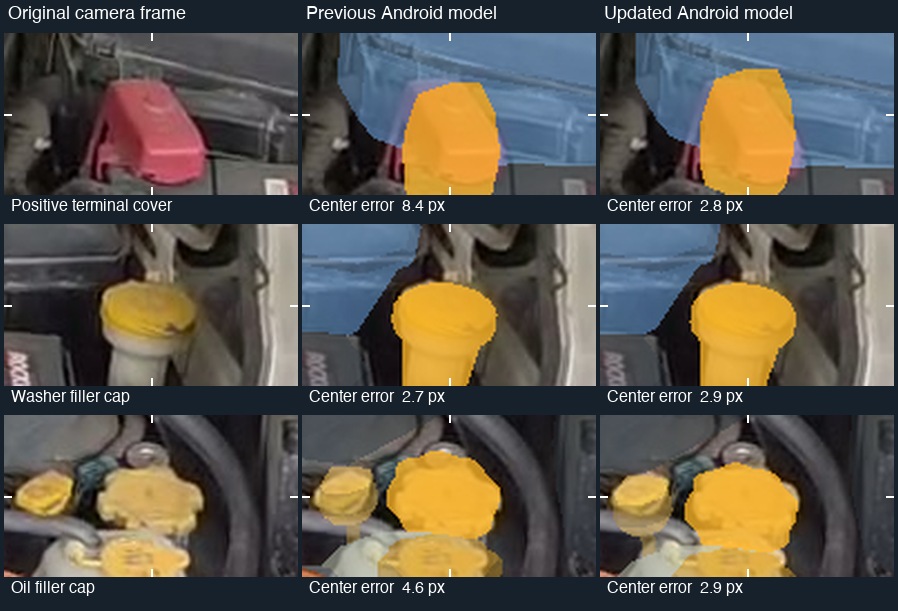 Original camera frame
Previous Android model
Updated Android model
Positive terminal cover
Center error 8.4 px
Center error 2.8 px
Washer filler cap
Center error 2.7 px
Center error 2.9 px
Oil filler cap
Center error 4.6 px
Center error 2.9 px